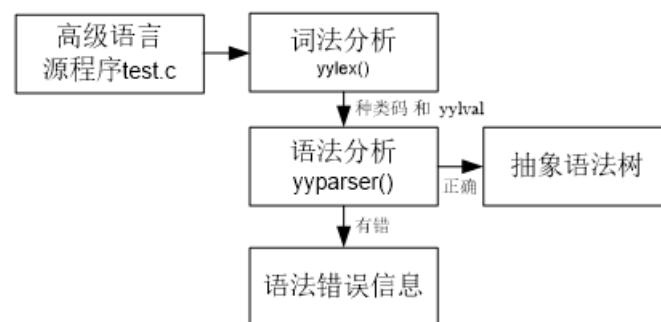 高级语言
源程序test.c
词法分析
yylex()
种类码 和 yylval
语法分析
yyparser()
正确
抽象语法树
有错
语法错误信息